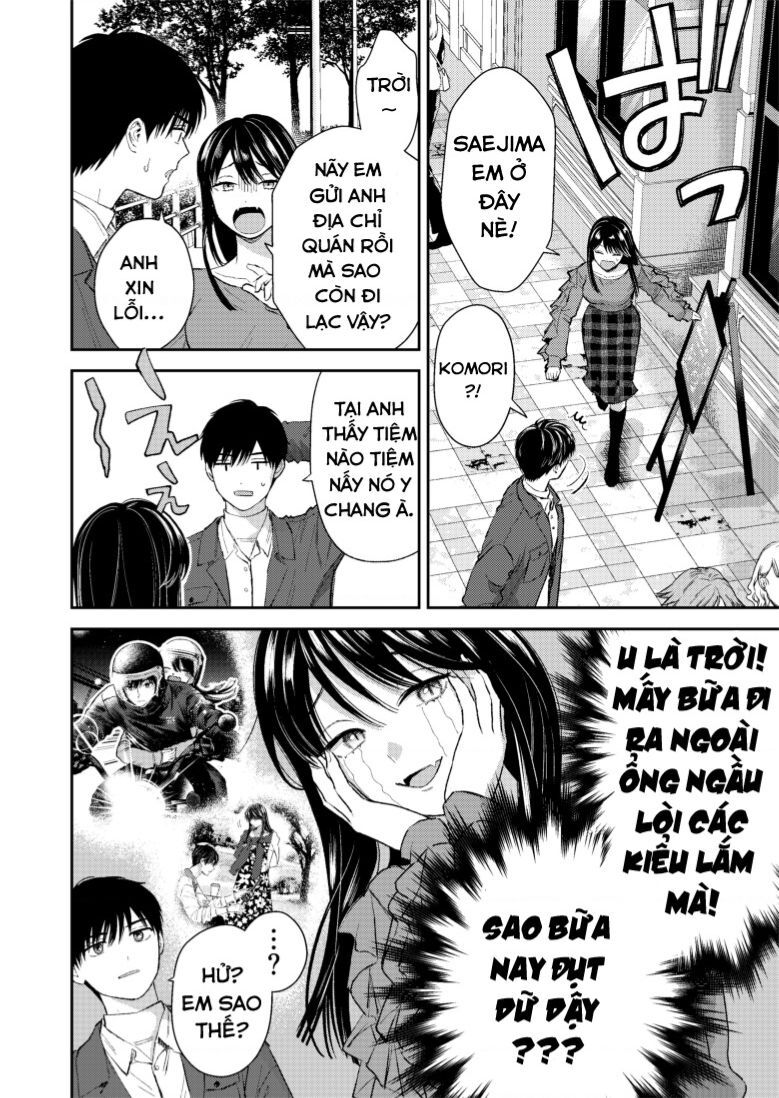 ばっ
SAEJIMA
EM Ở
ĐÂY
NÈ!
KOMORI
?!
TRỜI
~
NÃY EM
GỬI ANH
ĐỊA CHỈ
QUÁN RỒI
MÀ SAO
CÒN ĐI
LẠC VẬY?
ANH
XIN
LỖI...
TẠI ANH
THẤY TIỆM
NÀO TIỆM
NẤY NÓ Y
CHANG À.
U LÀ TRỜI!
MẤY BỮA ĐI
RA NGOÀI
ỔNG NGẦU
LÒI CÁC
KIỂU LẮM
MÀ!
SAO BỮA
NAY ĐỤT
DỮ DẬY
???
...?
HỬ?
EM SAO
THẾ?